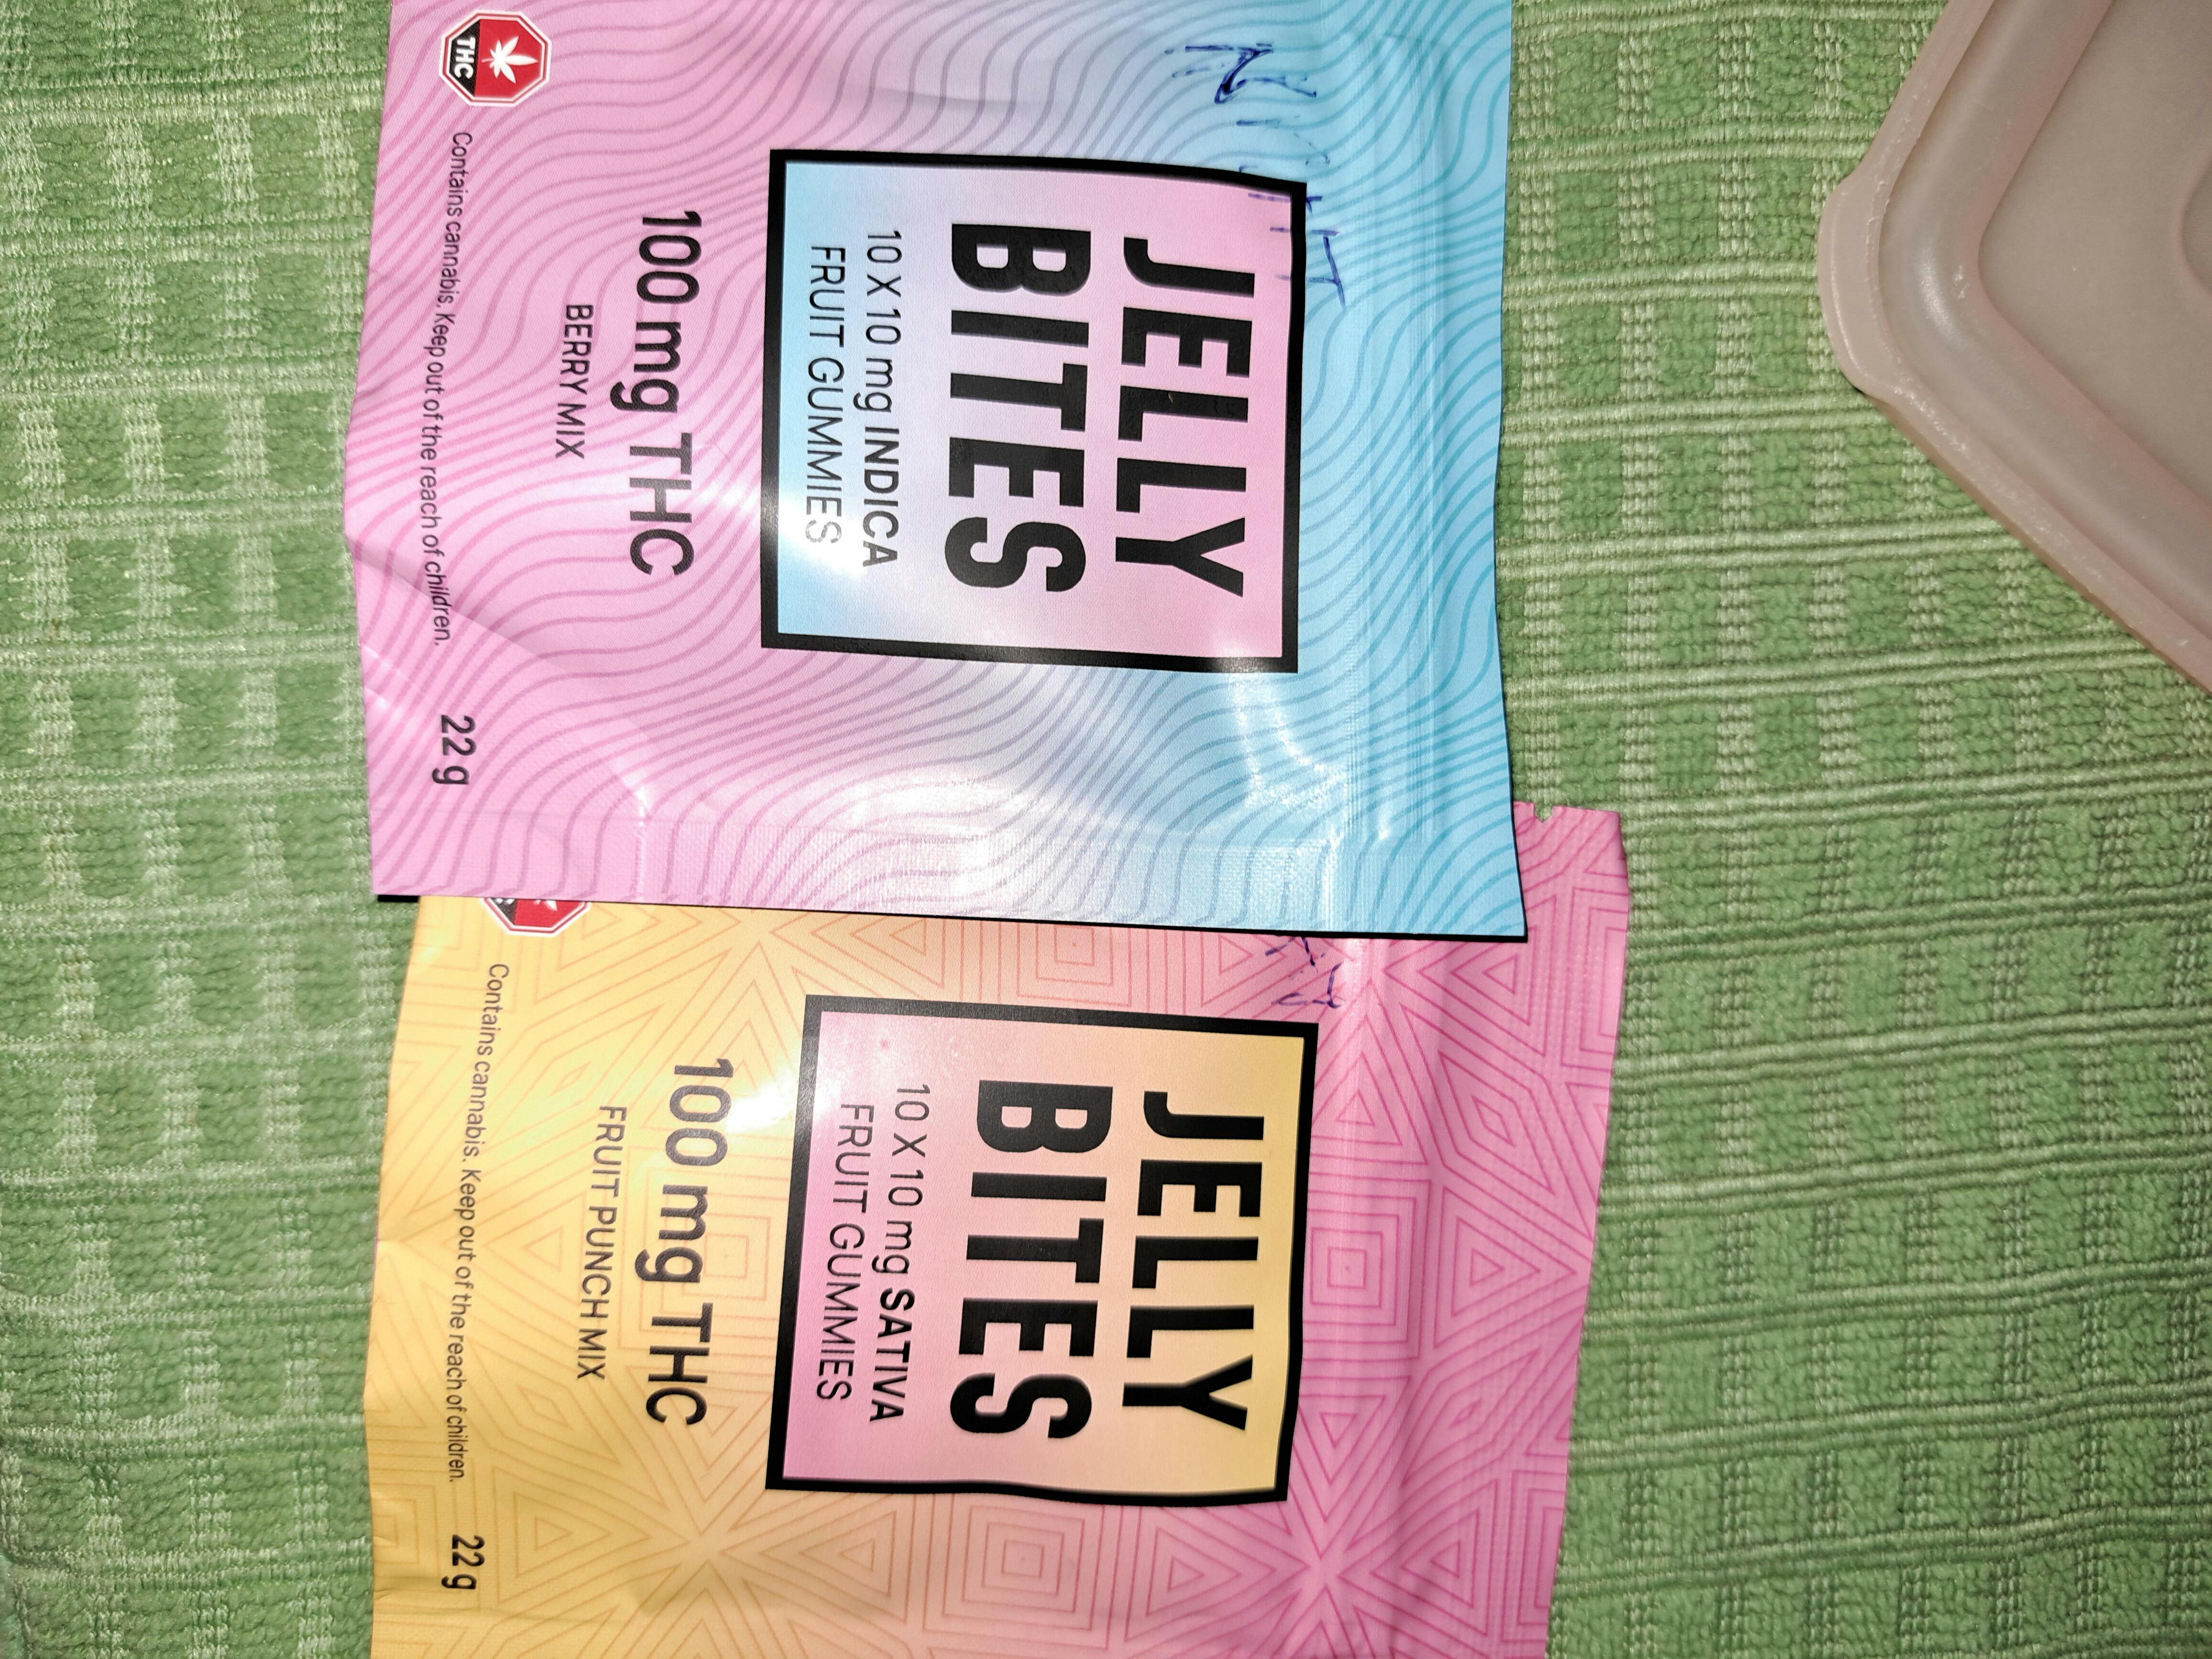 NIGHT
JELLY
BITES
10 X 10 mg INDICA
FRUIT GUMMIES
100 mg THC
BERRY MIX
THC
Contains cannabis. Keep out of the reach of children.
22 g
JELLY
BITES
10 X 10 mg SATIVA
FRUIT GUMMIES
100 mg THC
FRUIT PUNCH MIX
Contains cannabis. Keep out of the reach of children.
22 g